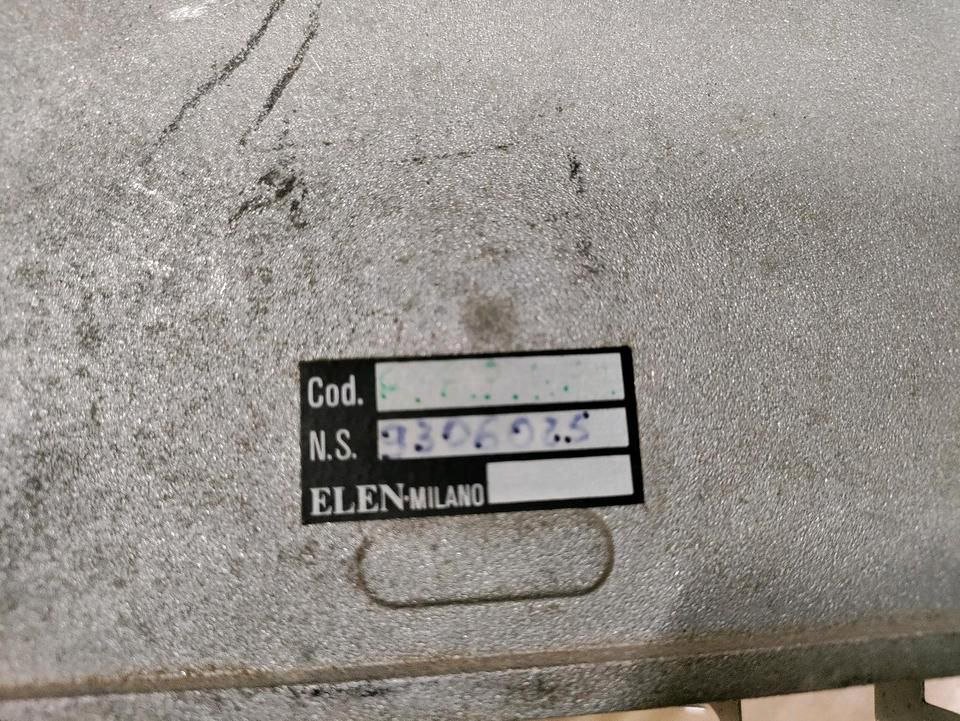 Cod.
N.S. 9306025
ELEN·MILANO